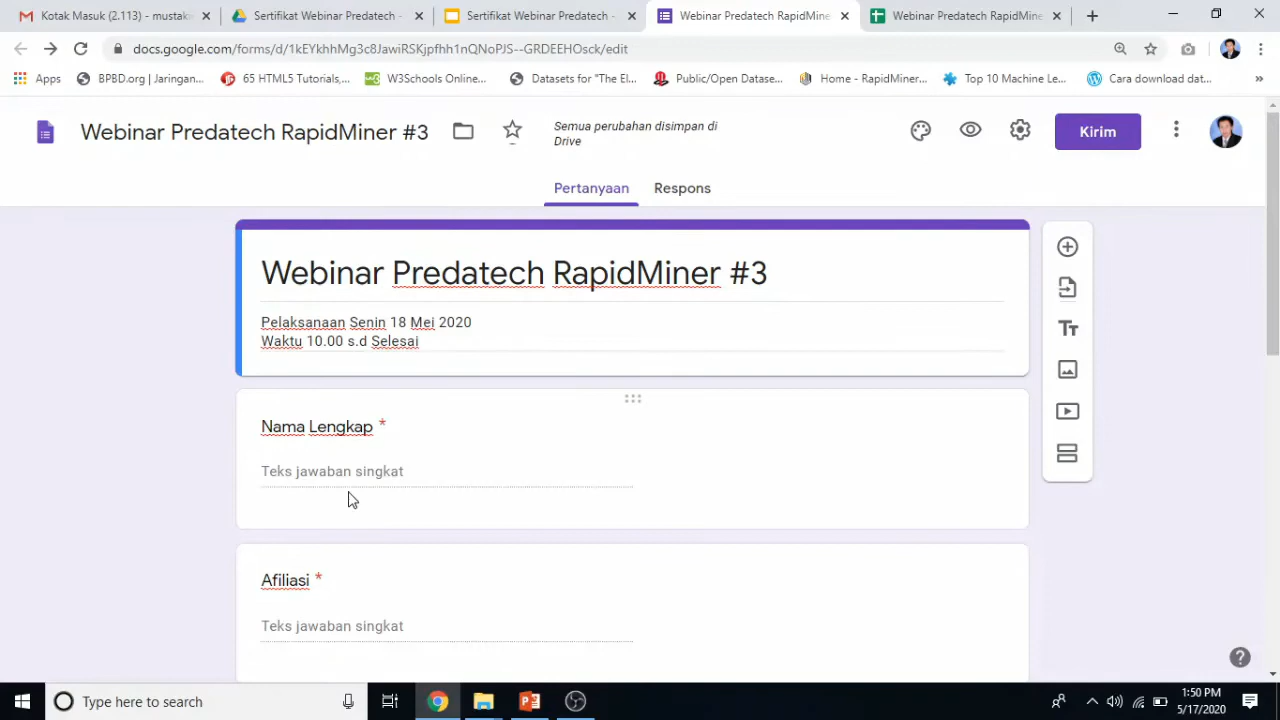 Kotak Masuk (2.113) - musta
Sertifikat Webinar Predatech
Sertifikat Webinar Predatech -
Webinar Predatech RapidMine
Webinar Predatech RapidMine
docs.google.com/forms/d/1kEYkhhMg3c8JawiRSKjpfhh1nQNoPJS--GRDEEHOsck/edit
Apps
BPBD.org | Jaringan...
65 HTML5 Tutorials,...
W3Schools Online...
Datasets for "The El...
Public/Open Datase...
Home - RapidMiner...
Top 10 Machine Le...
Cara download dat...
»
Webinar Predatech RapidMiner #3
Semua perubahan disimpan di
Drive
Kirim
Pertanyaan
Respons
Webinar Predatech RapidMiner #3
Pelaksanaan Senin 18 Mei 2020
Waktu 10.00 s.d Selesai
Nama Lengkap *
Teks jawaban singkat
Afiliasi *
Teks jawaban singkat
Type here to search
1:50 PM
5/17/2020